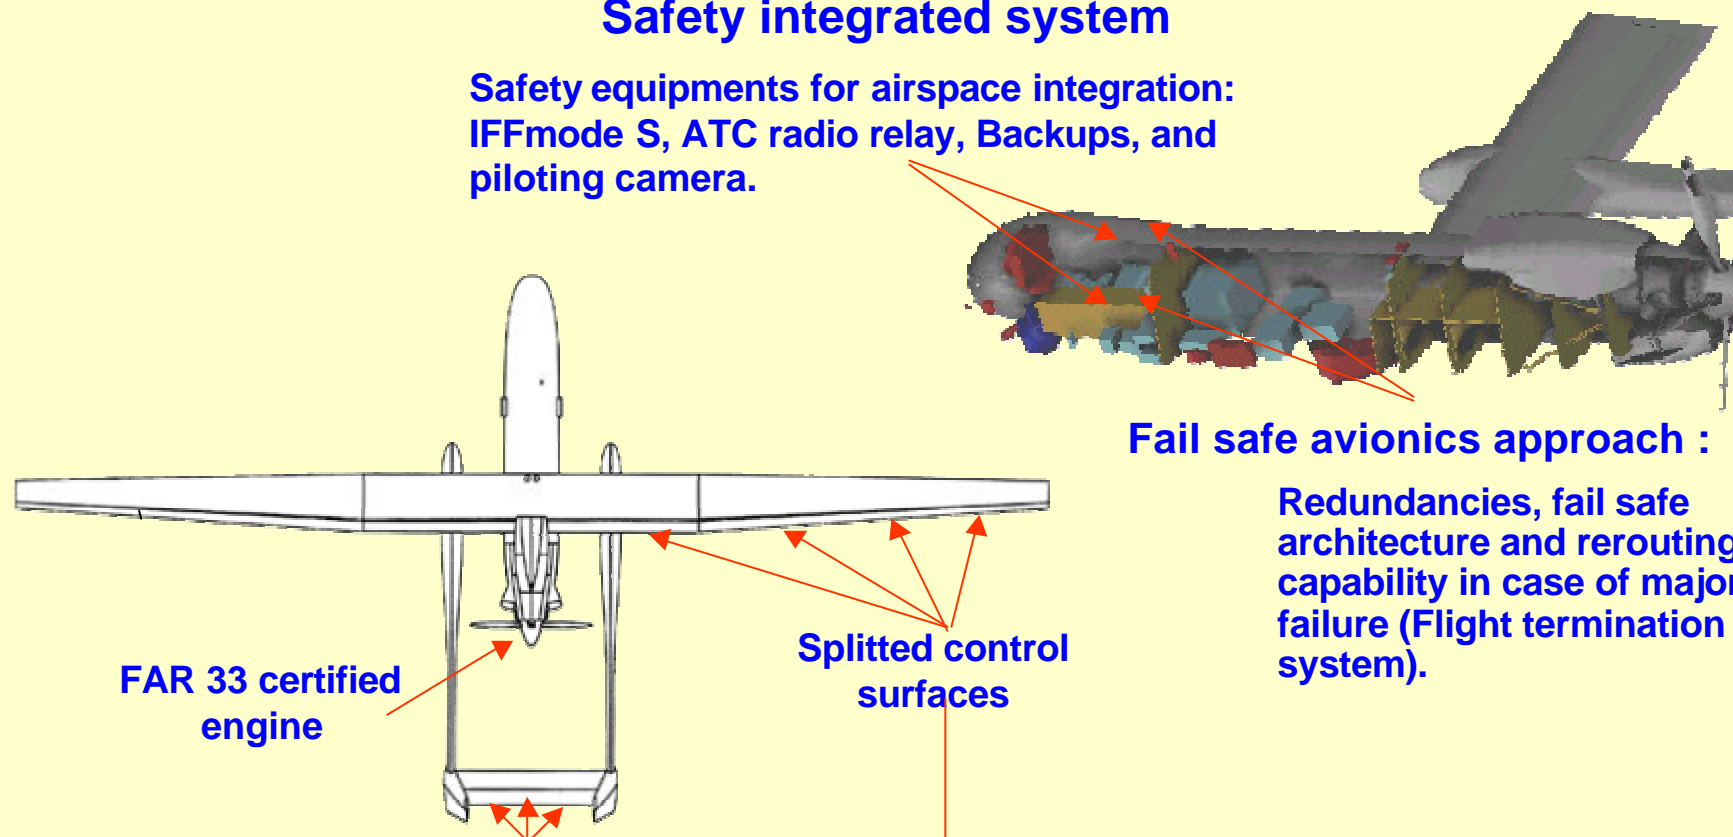 Safety integrated system
Safety equipments for airspace integration:
IFFmode S, ATC radio relay, Backups, and
piloting camera.
Fail safe avionics approach :
Redundancies, fail safe
architecture and rerouting
capability in case of major
failure (Flight termination
system).
Splitted control
surfaces
FAR 33 certified
engine